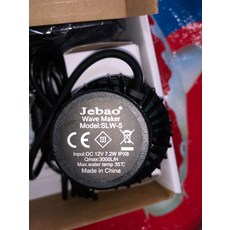 Jebao®
Wave Maker
Model:SLW-5
Input:DC 12V 7.2W IPX8
Qmax:3000L/H
Max.water temp 35℃
Made in China